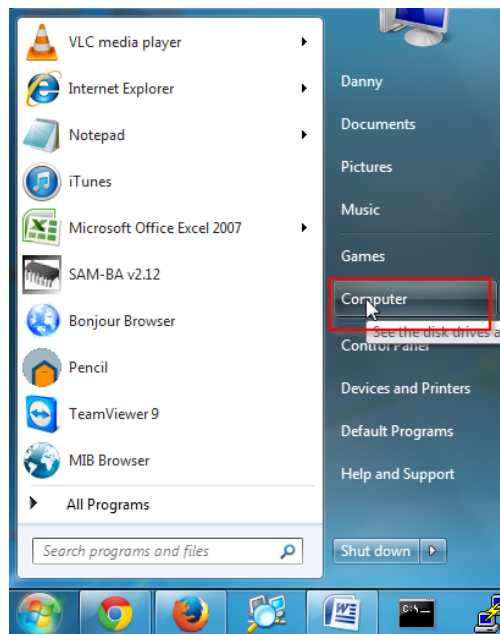 VLC media player
Internet Explorer
Notepad
iTunes
Microsoft Office Excel 2007
SAM-BA v2.12
Bonjour Browser
Pencil
TeamViewer 9
MIB Browser
All Programs
Search programs and files
Danny
Documents
Pictures
Music
Games
Computer
See the disk drives a
Control Panel
Devices and Printers
Default Programs
Help and Support
Shut down
C:\_